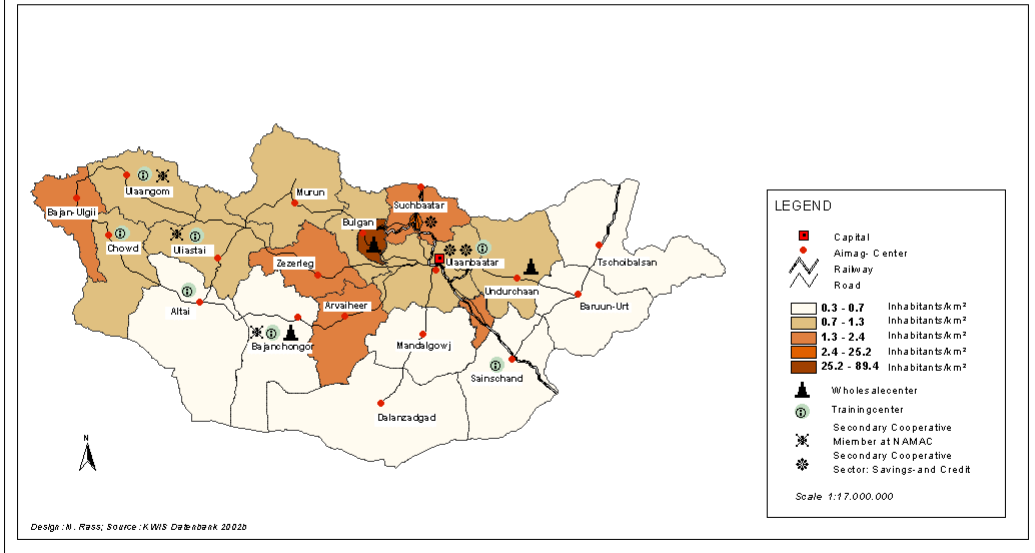 Ulaangom
Murun
Bajan-Ulgii
Suchbaatar
Bulgan
Chowd
Uliastai
Zezerleg
Ulaanbaatar
Tschoibalsan
Undurchaan
Altai
Arvaiheer
Baruun-Urt
Bajanchongor
Mandalgowj
Sainschand
Dalanzadgad
N
LEGEND
Capital
Aimag- Center
Railway
Road
0.3 - 0.7 Inhabitants/km²
0.7 - 1.3 Inhabitants/km²
1.3 - 2.4 Inhabitants/km²
2.4 - 25.2 Inhabitants/km²
25.2 - 89.4 Inhabitants/km²
Wholesalecenter
Trainingcenter
Secondary Cooperative
Miember at NAMAC
Secondary Cooperative
Sector: Savings- and Credit
Scale 1:17.000.000
Design: N. Rass; Source: KWIS Datenbank 2002b